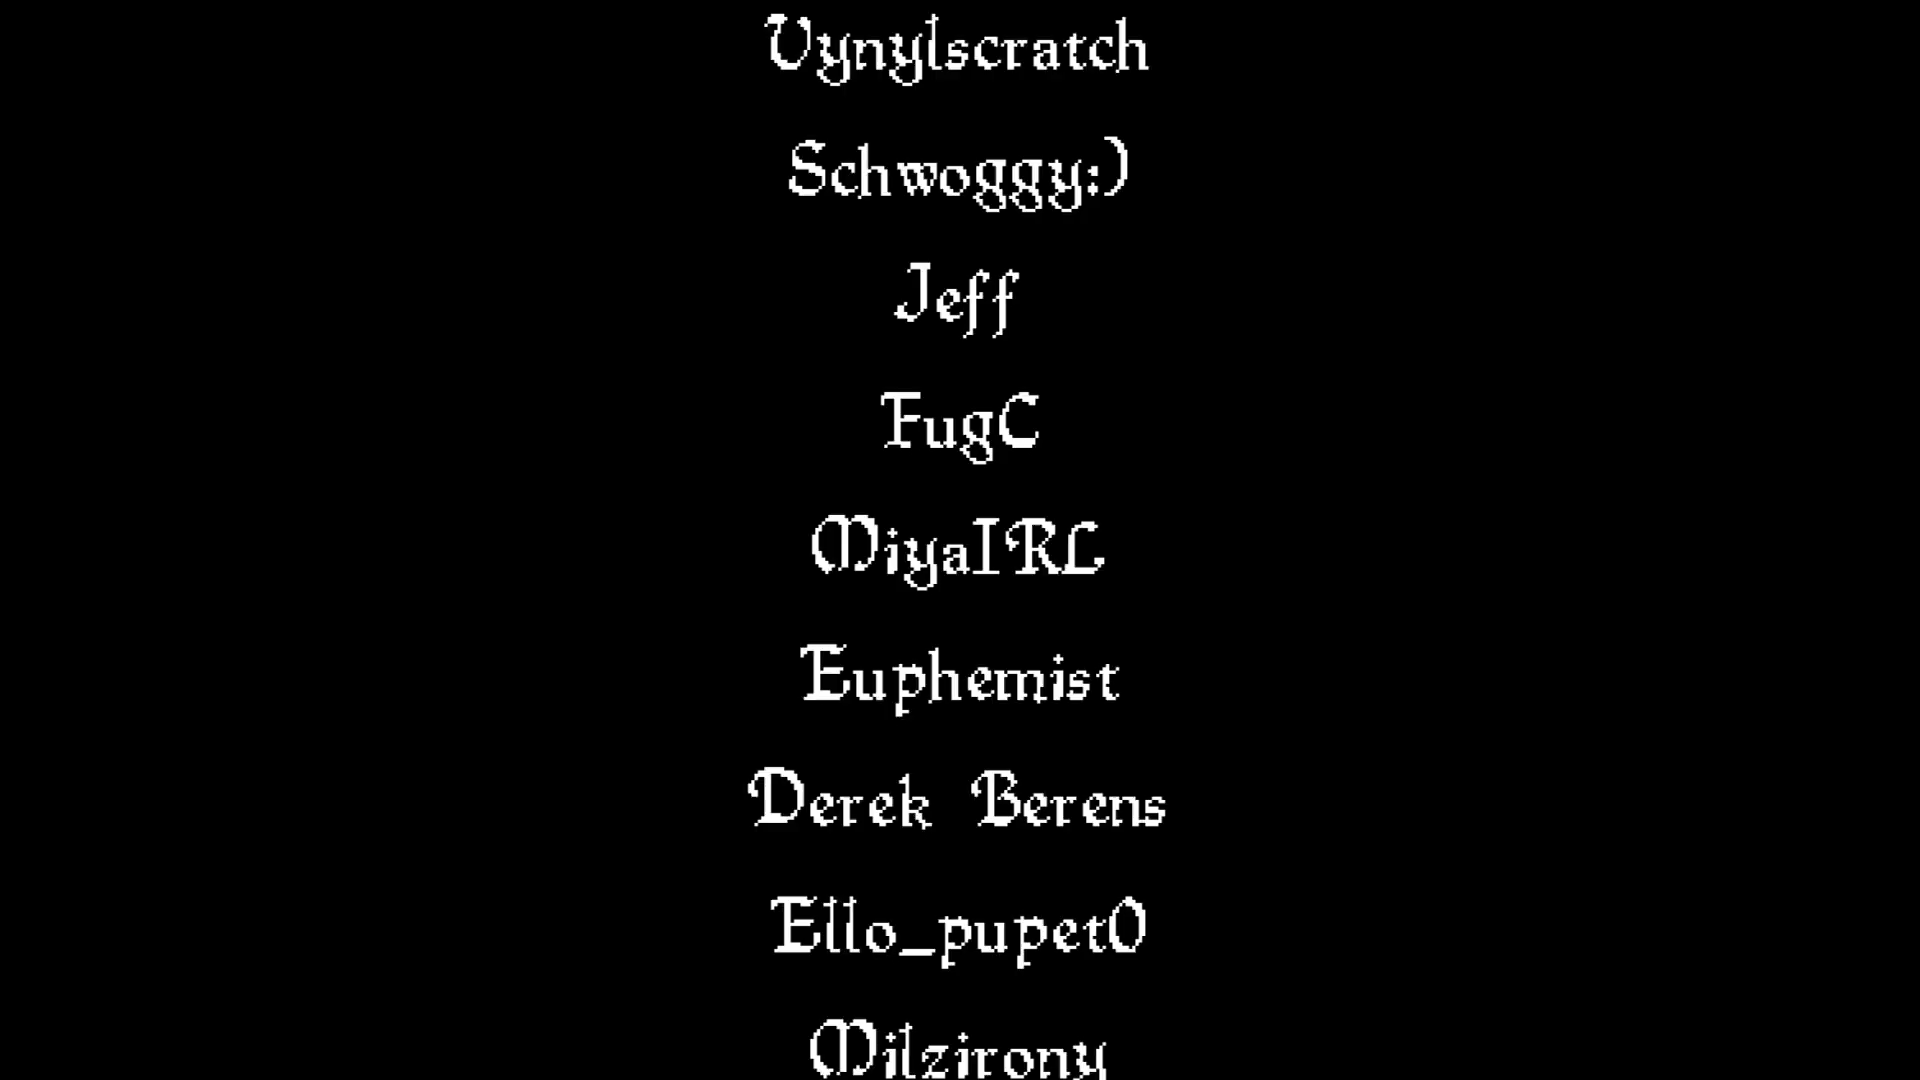 Vynylscratch
Schwoggy:)
Jeff
FugC
MiyaIRL
Euphemist
Derek Berens
Ello_pupet0
Milzirony